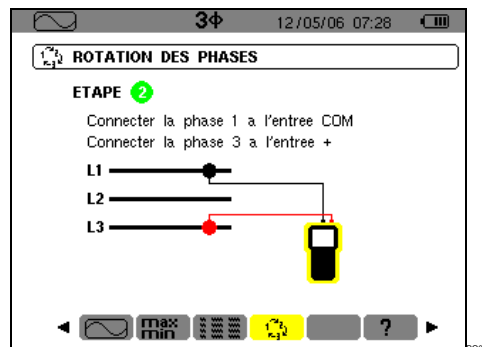 3Φ 12/05/06 07:28
ROTATION DES PHASES
ETAPE 2
Connecter la phase 1 a l'entree COM
Connecter la phase 3 a l'entree +
L1
L2
L3
max
min
?